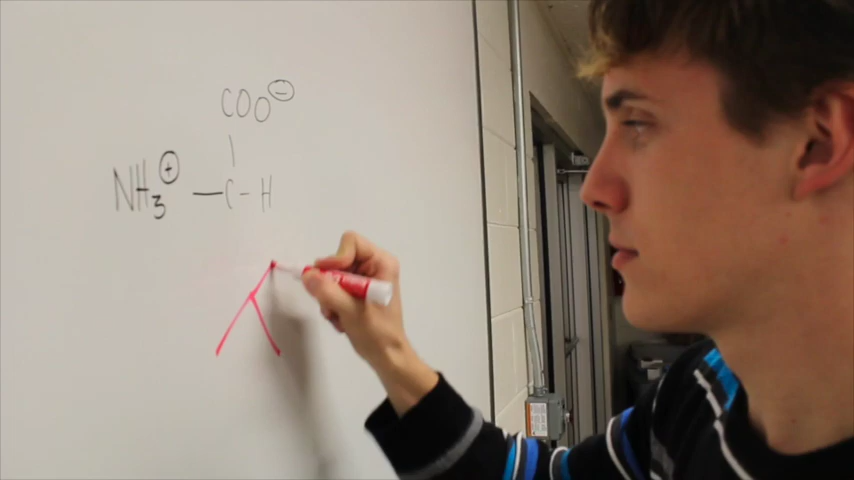 COO⊖
NH3⊕ — C - H